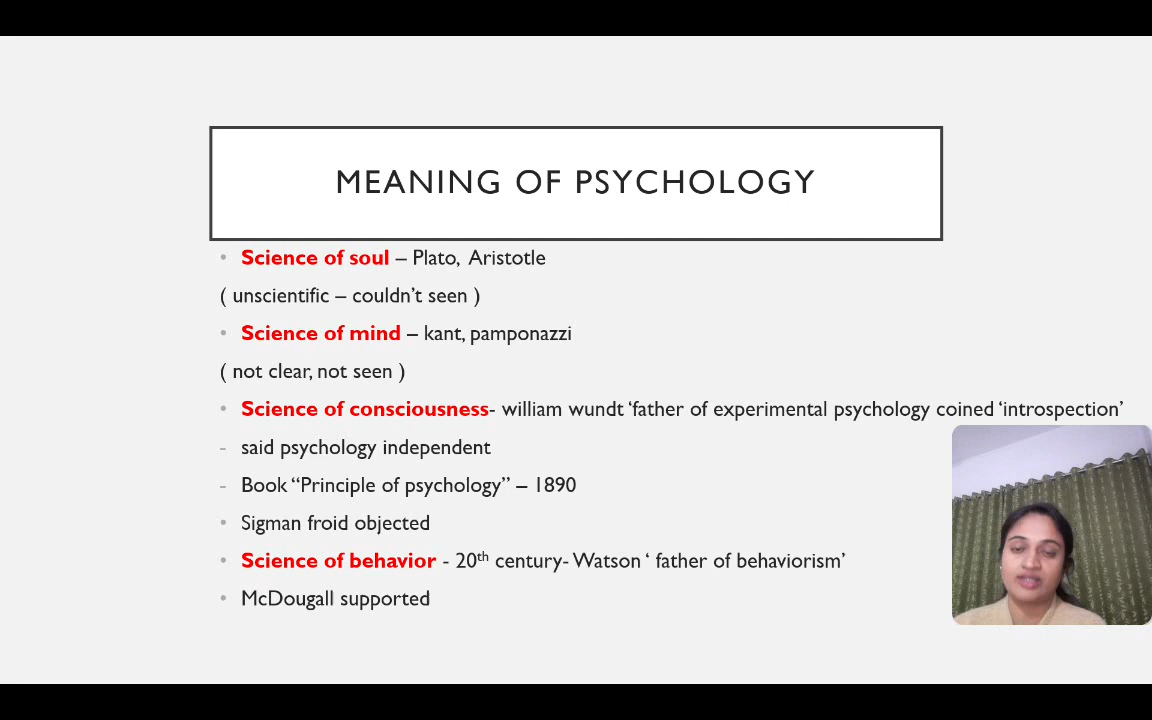 MEANING OF PSYCHOLOGY
• Science of soul – Plato, Aristotle
( unscientific – couldn’t seen )
• Science of mind – kant, pamponazzi
( not clear, not seen )
• Science of consciousness- william wundt ‘father of experimental psychology coined ‘introspection’
- said psychology independent
- Book “Principle of psychology” – 1890
• Sigman froid objected
• Science of behavior - 20th century- Watson ‘ father of behaviorism’
• McDougall supported